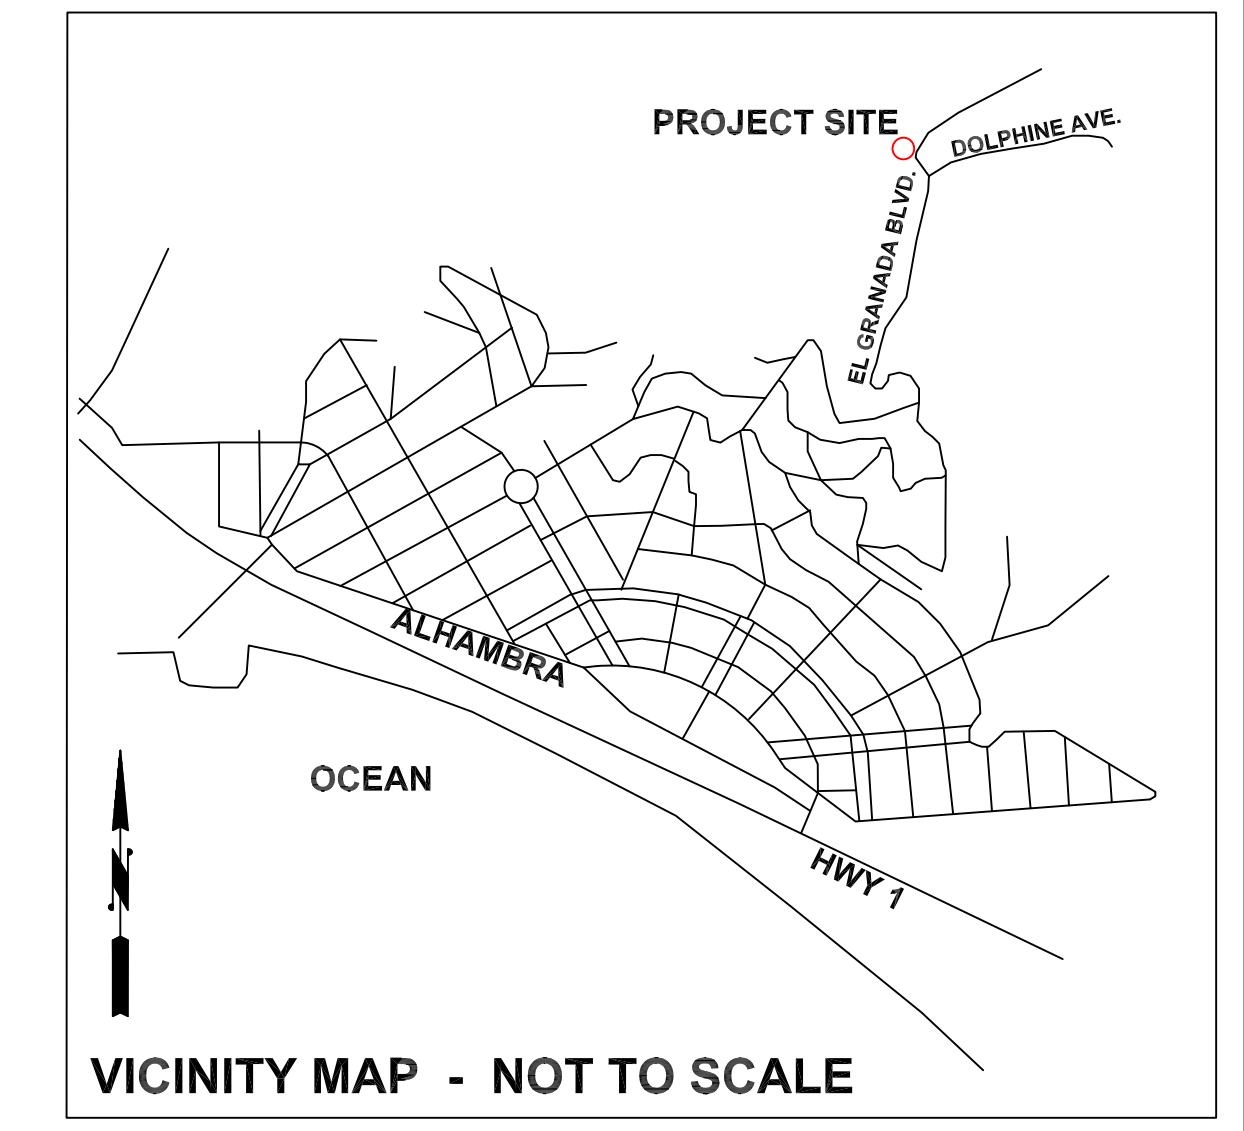 PROJECT SITE
DOLPHINE AVE.
EL GRANADA BLVD.
ALHAMBRA
OCEAN
N
HWY 1
VICINITY MAP - NOT TO SCALE